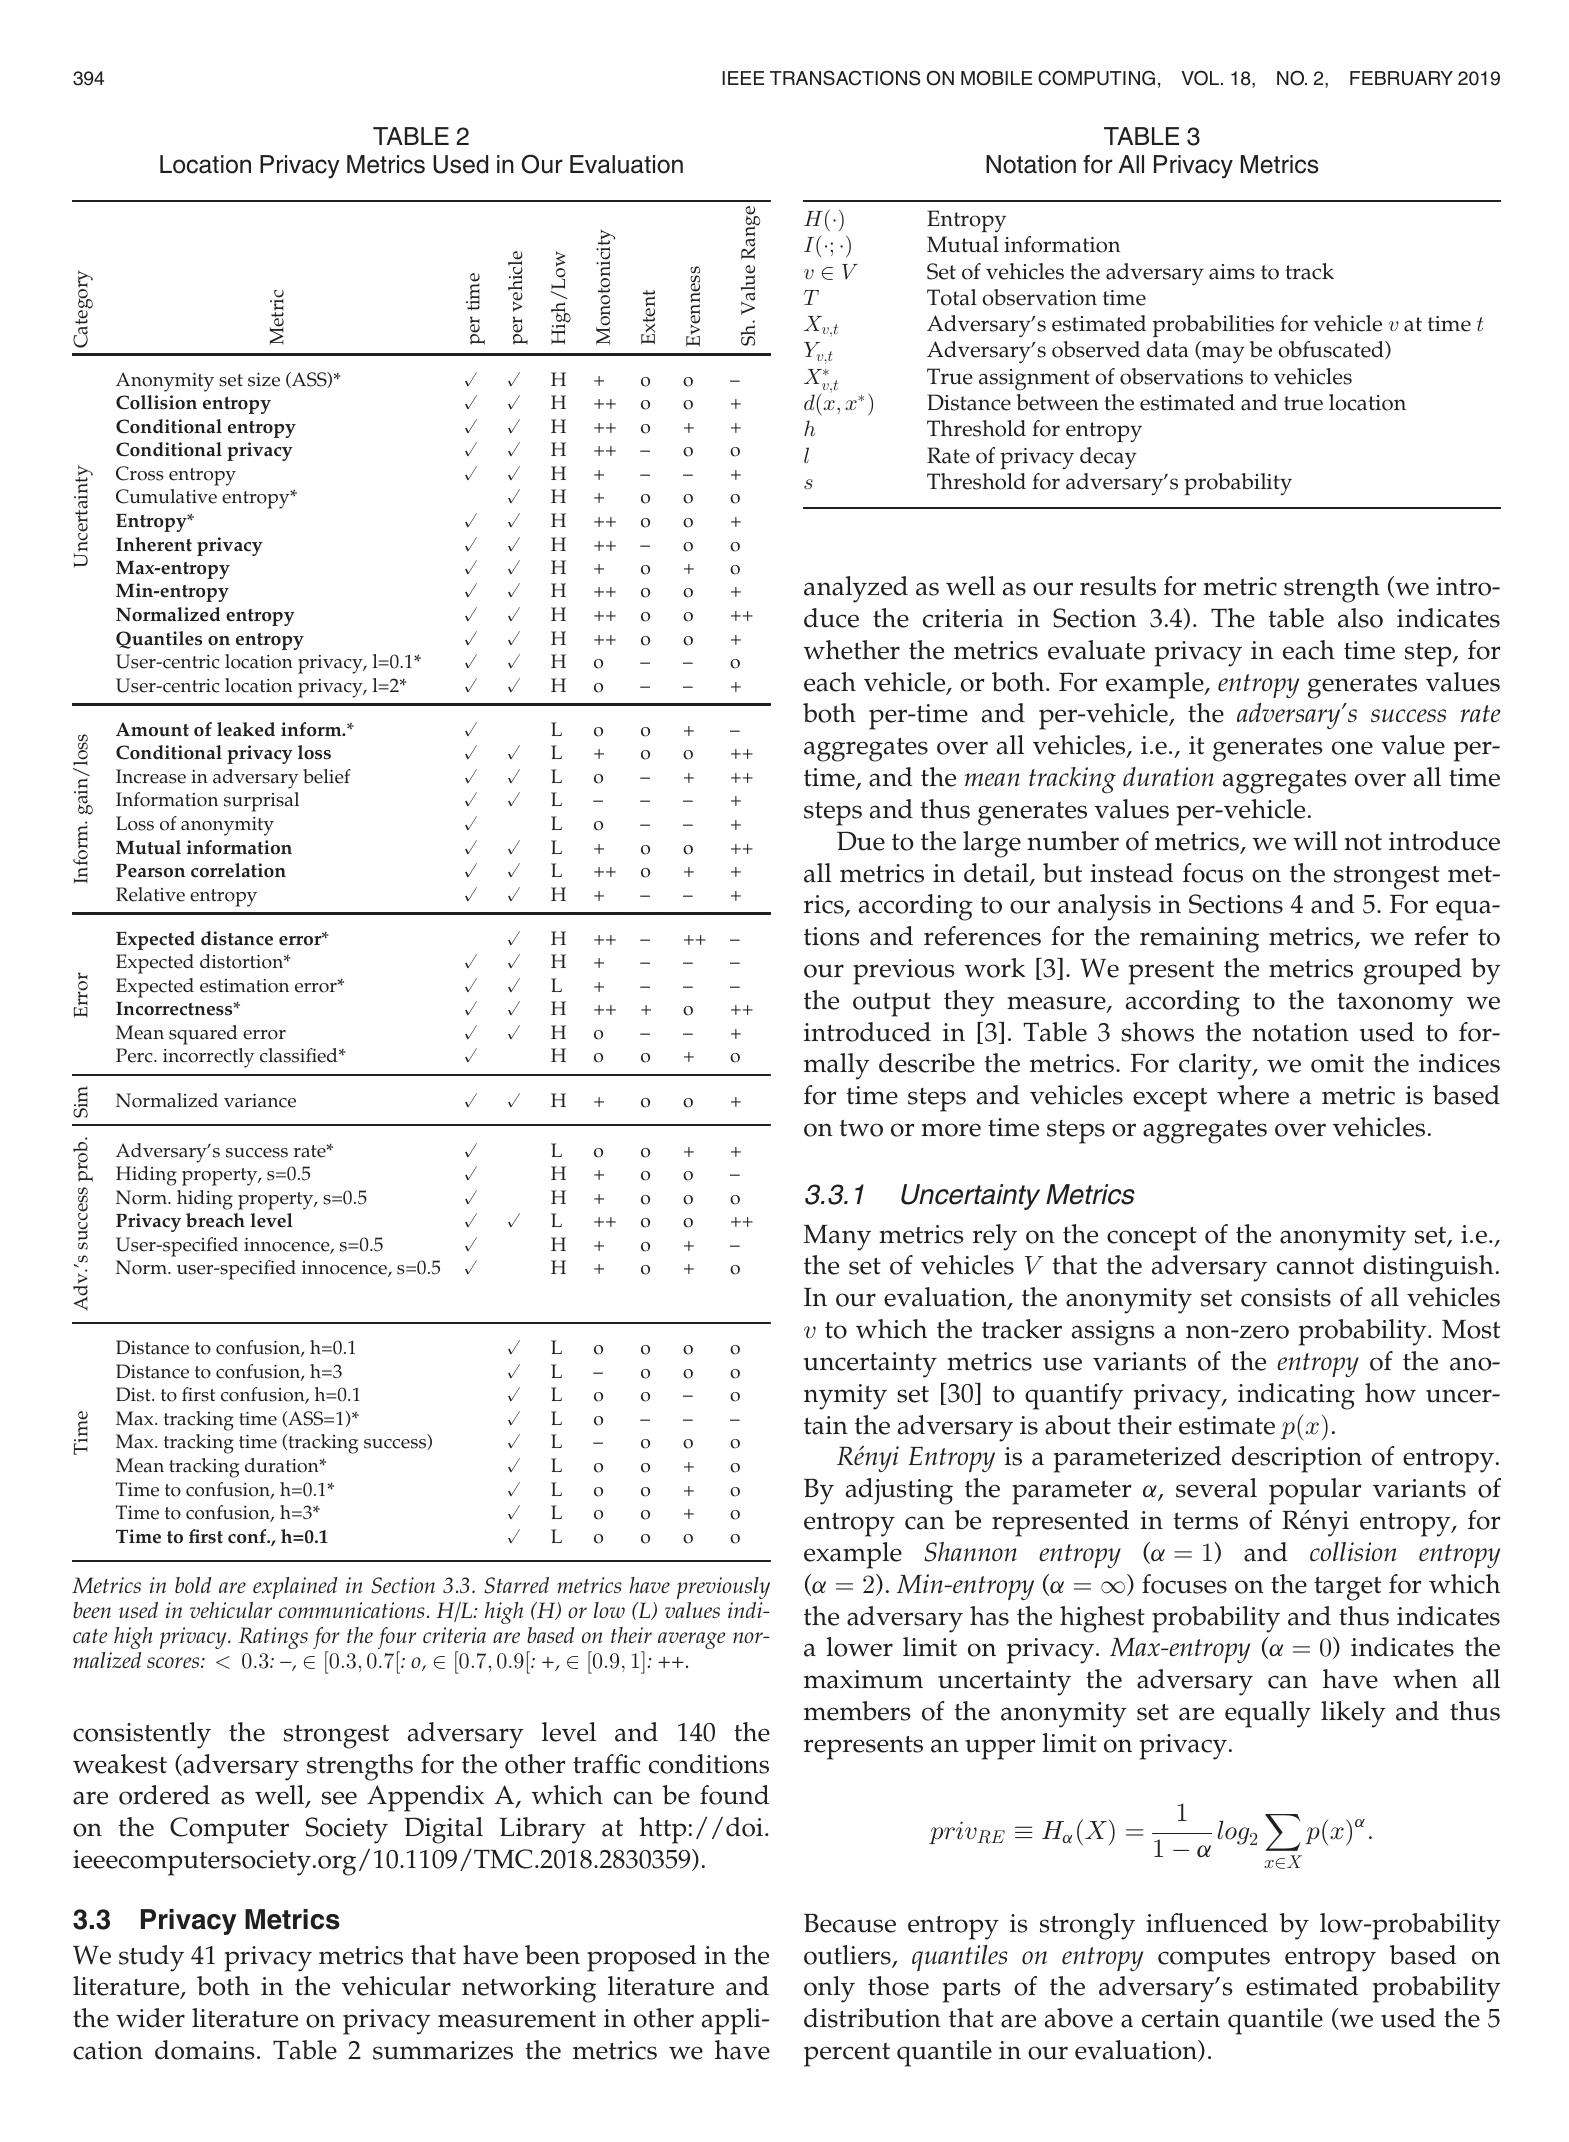 394
IEEE TRANSACTIONS ON MOBILE COMPUTING, VOL. 18, NO. 2, FEBRUARY 2019
TABLE 2
Location Privacy Metrics Used in Our Evaluation
Category Metric per time per vehicle High/Low Monotonicity Extent Evenness Sh. Value Range
Uncertainty
Anonymity set size (ASS)* ✓ ✓ H + o o –
Collision entropy ✓ ✓ H ++ o o +
Conditional entropy ✓ ✓ H ++ o + +
Conditional privacy ✓ ✓ H ++ – o o
Cross entropy ✓ ✓ H + – – +
Cumulative entropy* ✓ H + o o o
Entropy* ✓ ✓ H ++ o o +
Inherent privacy ✓ ✓ H ++ – o o
Max-entropy ✓ ✓ H + o + o
Min-entropy ✓ ✓ H ++ o o +
Normalized entropy ✓ ✓ H ++ o o ++
Quantiles on entropy ✓ ✓ H ++ o o +
User-centric location privacy, l=0.1* ✓ ✓ H o – – o
User-centric location privacy, l=2* ✓ ✓ H o – – +
Inform. gain/loss
Amount of leaked inform.* ✓ L o o + –
Conditional privacy loss ✓ ✓ L + o o ++
Increase in adversary belief ✓ ✓ L o – + ++
Information surprisal ✓ ✓ L – – – +
Loss of anonymity ✓ L o – – +
Mutual information ✓ ✓ L + o o ++
Pearson correlation ✓ ✓ L ++ o + +
Relative entropy ✓ ✓ H + – – +
Error
Expected distance error* ✓ H ++ – ++ –
Expected distortion* ✓ ✓ H + – – –
Expected estimation error* ✓ ✓ L + – – –
Incorrectness* ✓ ✓ H ++ + o ++
Mean squared error ✓ ✓ H o – – +
Perc. incorrectly classified* ✓ H o o + o
Sim
Normalized variance ✓ ✓ H + o o +
Adv.'s success prob.
Adversary's success rate* ✓ L o o + +
Hiding property, s=0.5 ✓ H + o o –
Norm. hiding property, s=0.5 ✓ H + o o o
Privacy breach level ✓ ✓ L ++ o o ++
User-specified innocence, s=0.5 ✓ H + o + –
Norm. user-specified innocence, s=0.5 ✓ H + o + o
Time
Distance to confusion, h=0.1 ✓ L o o o o
Distance to confusion, h=3 ✓ L – o o o
Dist. to first confusion, h=0.1 ✓ L o o – o
Max. tracking time (ASS=1)* ✓ L o – – –
Max. tracking time (tracking success) ✓ L – o o o
Mean tracking duration* ✓ L o o + o
Time to confusion, h=0.1* ✓ L o o + o
Time to confusion, h=3* ✓ L o o + o
Time to first conf., h=0.1 ✓ L o o o o
Metrics in bold are explained in Section 3.3. Starred metrics have previously
been used in vehicular communications. H/L: high (H) or low (L) values indi-
cate high privacy. Ratings for the four criteria are based on their average nor-
malized scores: < 0.3: –, ∈ [0.3, 0.7[: o, ∈ [0.7, 0.9[: +, ∈ [0.9, 1]: ++.
consistently the strongest adversary level and 140 the
weakest (adversary strengths for the other traffic conditions
are ordered as well, see Appendix A, which can be found
on the Computer Society Digital Library at http://doi.
ieeecomputersociety.org/10.1109/TMC.2018.2830359).
3.3 Privacy Metrics
We study 41 privacy metrics that have been proposed in the
literature, both in the vehicular networking literature and
the wider literature on privacy measurement in other appli-
cation domains. Table 2 summarizes the metrics we have
TABLE 3
Notation for All Privacy Metrics
H(·) Entropy
I(·; ·) Mutual information
v ∈ V Set of vehicles the adversary aims to track
T Total observation time
X_{v,t} Adversary's estimated probabilities for vehicle v at time t
Y_{v,t} Adversary's observed data (may be obfuscated)
X*_{v,t} True assignment of observations to vehicles
d(x, x*) Distance between the estimated and true location
h Threshold for entropy
l Rate of privacy decay
s Threshold for adversary's probability
analyzed as well as our results for metric strength (we intro-
duce the criteria in Section 3.4). The table also indicates
whether the metrics evaluate privacy in each time step, for
each vehicle, or both. For example, entropy generates values
both per-time and per-vehicle, the adversary's success rate
aggregates over all vehicles, i.e., it generates one value per-
time, and the mean tracking duration aggregates over all time
steps and thus generates values per-vehicle.
Due to the large number of metrics, we will not introduce
all metrics in detail, but instead focus on the strongest met-
rics, according to our analysis in Sections 4 and 5. For equa-
tions and references for the remaining metrics, we refer to
our previous work [3]. We present the metrics grouped by
the output they measure, according to the taxonomy we
introduced in [3]. Table 3 shows the notation used to for-
mally describe the metrics. For clarity, we omit the indices
for time steps and vehicles except where a metric is based
on two or more time steps or aggregates over vehicles.
3.3.1 Uncertainty Metrics
Many metrics rely on the concept of the anonymity set, i.e.,
the set of vehicles V that the adversary cannot distinguish.
In our evaluation, the anonymity set consists of all vehicles
v to which the tracker assigns a non-zero probability. Most
uncertainty metrics use variants of the entropy of the ano-
nymity set [30] to quantify privacy, indicating how uncer-
tain the adversary is about their estimate p(x).
Rényi Entropy is a parameterized description of entropy.
By adjusting the parameter α, several popular variants of
entropy can be represented in terms of Rényi entropy, for
example Shannon entropy (α = 1) and collision entropy
(α = 2). Min-entropy (α = ∞) focuses on the target for which
the adversary has the highest probability and thus indicates
a lower limit on privacy. Max-entropy (α = 0) indicates the
maximum uncertainty the adversary can have when all
members of the anonymity set are equally likely and thus
represents an upper limit on privacy.
priv_{RE} ≡ H_α(X) = \frac{1}{1 − α} log_2 ∑_{x∈X} p(x)^α.
Because entropy is strongly influenced by low-probability
outliers, quantiles on entropy computes entropy based on
only those parts of the adversary's estimated probability
distribution that are above a certain quantile (we used the 5
percent quantile in our evaluation).